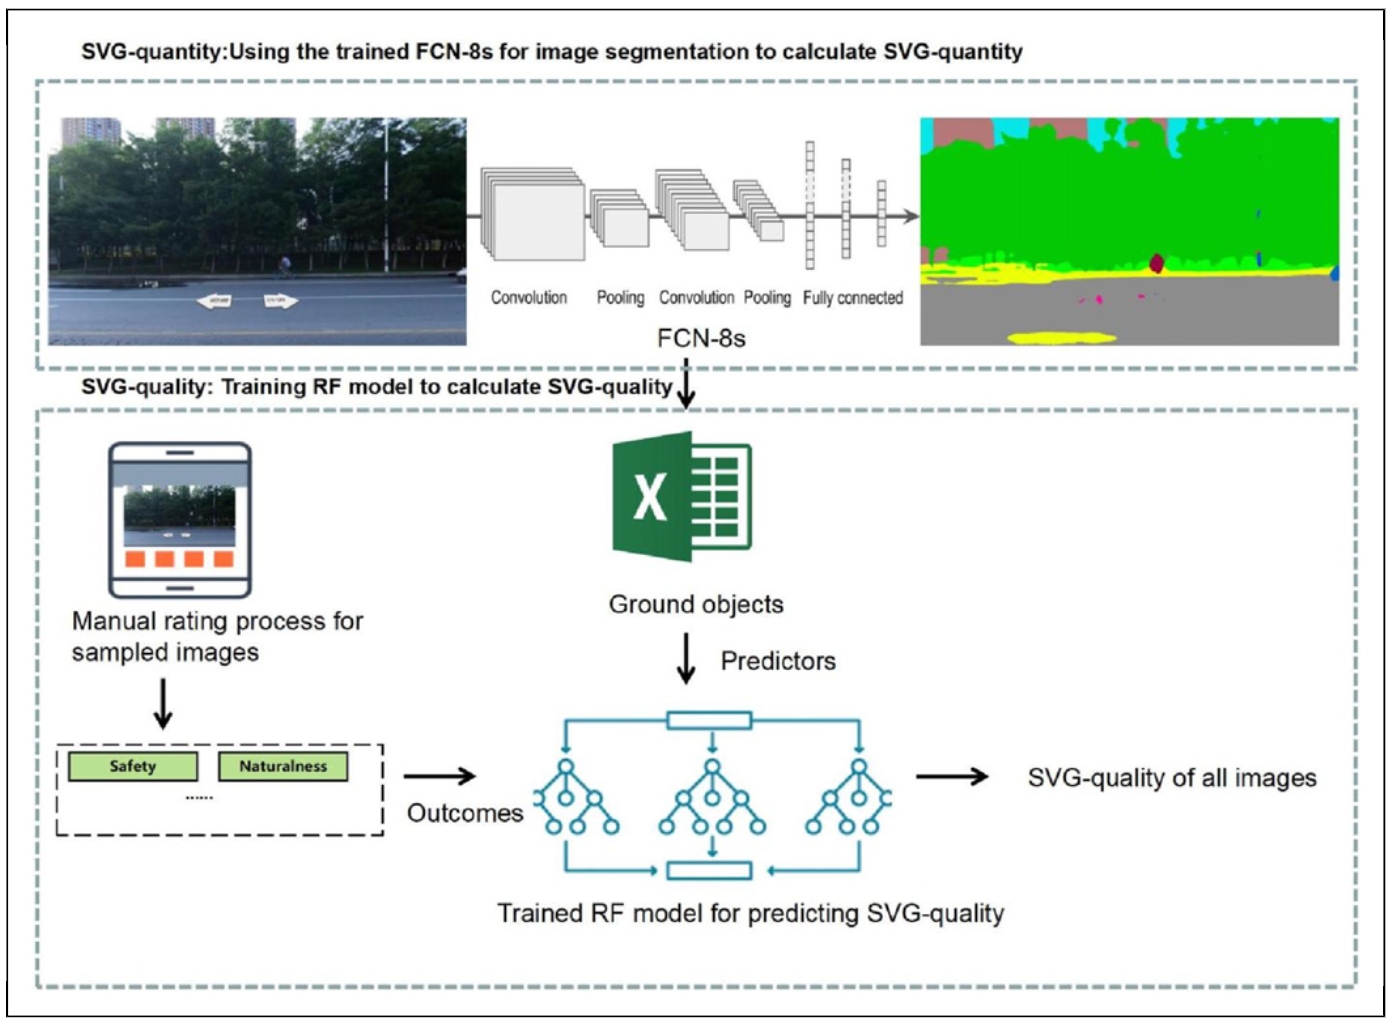 SVG-quantity:Using the trained FCN-8s for image segmentation to calculate SVG-quantity
Convolution
Pooling
Convolution
Pooling
Fully connected
FCN-8s
SVG-quality: Training RF model to calculate SVG-quality
X
Manual rating process for
sampled images
Ground objects
Predictors
Safety
Naturalness
......
Outcomes
SVG-quality of all images
Trained RF model for predicting SVG-quality